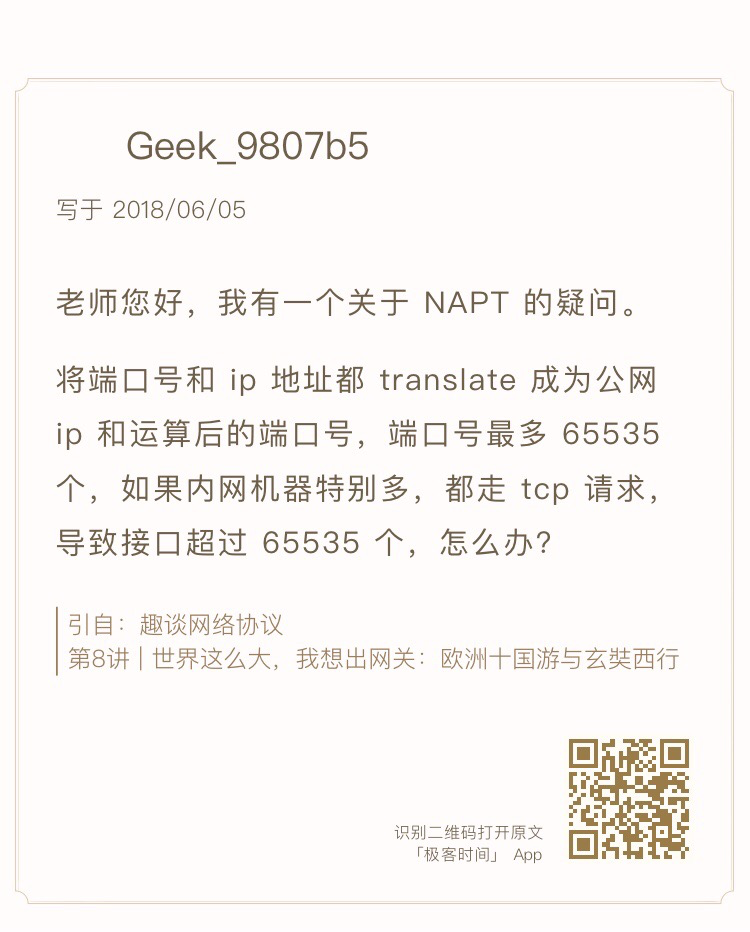 Geek_9807b5
写于 2018/06/05
老师您好，我有一个关于 NAPT 的疑问。
将端口号和 ip 地址都 translate 成为公网
ip 和运算后的端口号，端口号最多 65535
个，如果内网机器特别多，都走 tcp 请求，
导致接口超过 65535 个，怎么办？
引自：趣谈网络协议
第8讲 | 世界这么大，我想出网关：欧洲十国游与玄奘西行
识别二维码打开原文
「极客时间」 App